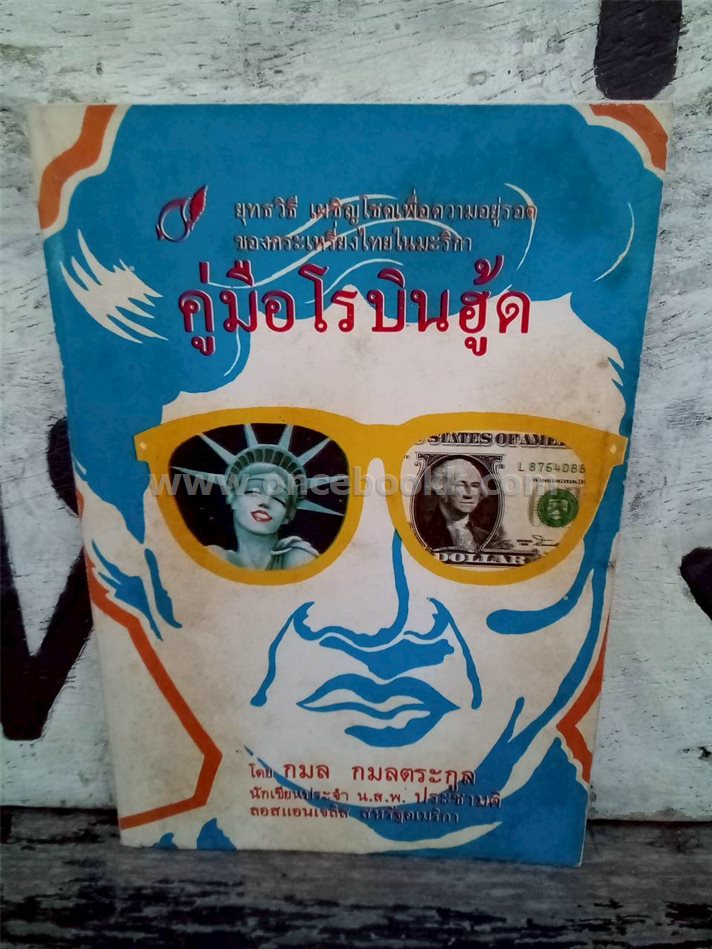 ยุทธวิธี เผชิญโชคเพื่อความอยู่รอด
ของกระเหรี่ยงไทยในมะริกา
คู่มือโรบินฮู้ด
STATES OF AME
L 8764088
WASHINGTON, D.C.
DOLLAR
www.oncebookk.com
โดย กมล กมลตระกูล
นักเขียนประจำ น.ส.พ. ประชามติ
ลอสแอนเจลิส สหรัฐอเมริกา